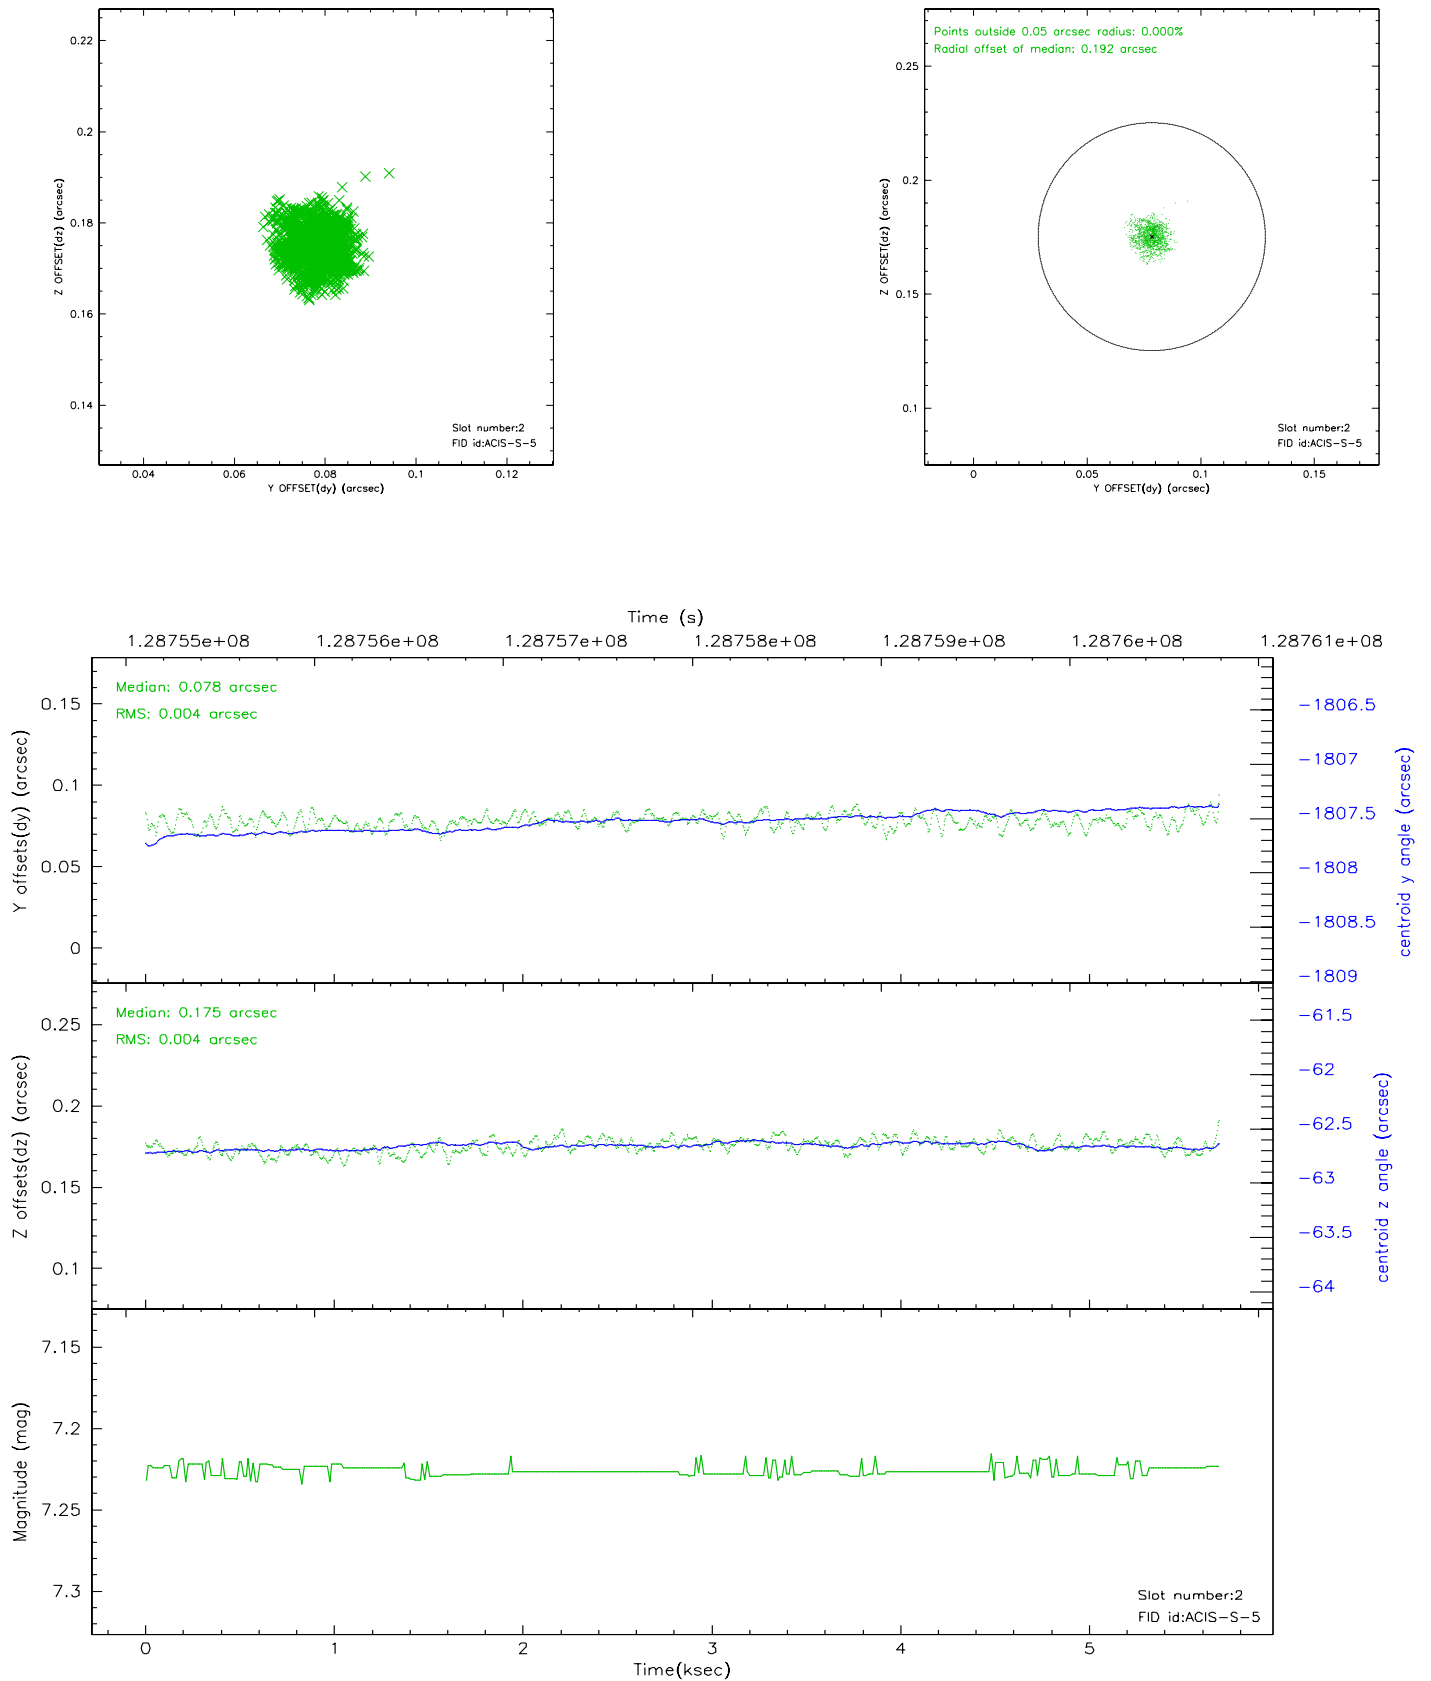 0.22
0.2
0.18
0.16
0.14
Z OFFSET(dz) (arcsec)
Slot number:2
FID id:ACIS-S-5
0.04
0.06
0.08
0.1
0.12
Y OFFSET(dy) (arcsec)
Points outside 0.05 arcsec radius: 0.000%
Radial offset of median: 0.192 arcsec
0.25
0.2
0.15
0.1
Z OFFSET(dz) (arcsec)
Slot number:2
FID id:ACIS-S-5
0
0.05
0.1
0.15
Y OFFSET(dy) (arcsec)
Time (s)
1.28755e+08
1.28756e+08
1.28757e+08
1.28758e+08
1.28759e+08
1.2876e+08
1.28761e+08
Median: 0.078 arcsec
RMS: 0.004 arcsec
0.15
0.1
0.05
0
Y offsets(dy) (arcsec)
-1806.5
-1807
-1807.5
-1808
-1808.5
-1809
centroid y angle (arcsec)
Median: 0.175 arcsec
RMS: 0.004 arcsec
0.25
0.2
0.15
0.1
Z offsets(dz) (arcsec)
-61.5
-62
-62.5
-63
-63.5
-64
centroid z angle (arcsec)
7.15
7.2
7.25
7.3
Magnitude (mag)
Slot number:2
FID id:ACIS-S-5
0
1
2
3
4
5
Time(ksec)